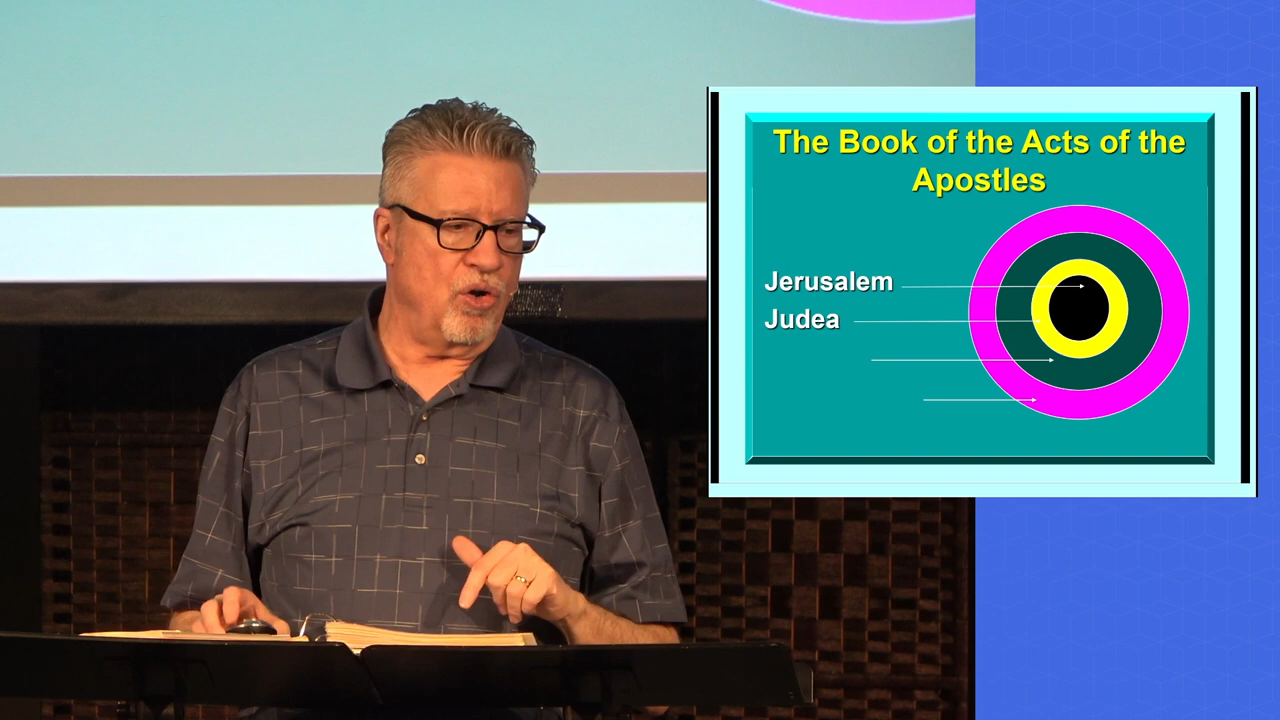 The Book of the Acts of the
Apostles
Jerusalem
Judea